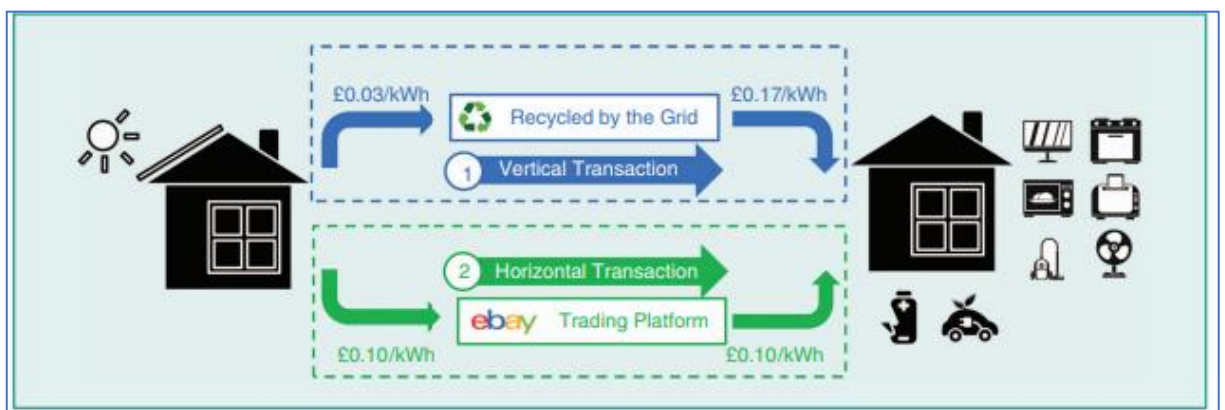 £0.03/kWh
Recycled by the Grid
£0.17/kWh
1
Vertical Transaction
2
Horizontal Transaction
ebay Trading Platform
£0.10/kWh
£0.10/kWh